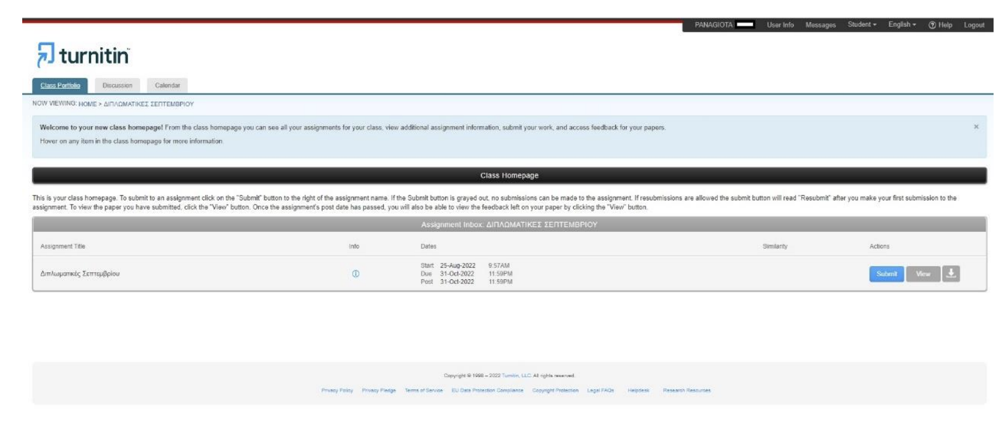 PANAGIOTA User Info Messages Student English Help Logout
turnitin
Class Portfolio Discussion Calendar
NOW VIEWING: HOME > ΔΙΠΛΩΜΑΤΙΚΕΣ ΣΕΠΤΕΜΒΡΙΟΥ
Welcome to your new class homepage! From the class homepage you can see all your assignments for your class, view additional assignment information, submit your work, and access feedback for your papers.
Hover on any item in the class homepage for more information.
Class Homepage
This is your class homepage. To submit to an assignment click on the "Submit" button to the right of the assignment name. If the Submit button is grayed out, no submissions can be made to the assignment. If resubmissions are allowed the submit button will read "Resubmit" after you make your first submission to the
assignment. To view the paper you have submitted, click the "View" button. Once the assignment's post date has passed, you will also be able to view the feedback left on your paper by clicking the "View" button.
Assignment Inbox: ΔΙΠΛΩΜΑΤΙΚΕΣ ΣΕΠΤΕΜΒΡΙΟΥ
Assignment Title Info Dates Similarity Actions
Start 25-Aug-2022 9:57AM
Διπλωματικές Σεπτεμβρίου Due 31-Oct-2022 11:59PM Submit View
Post 31-Oct-2022 11:59PM
Copyright © 1998 – 2022 Turnitin, LLC. All rights reserved.
Privacy Policy Privacy Pledge Terms of Service EU Data Protection Compliance Copyright Protection Legal FAQs Helpdesk Research Resources